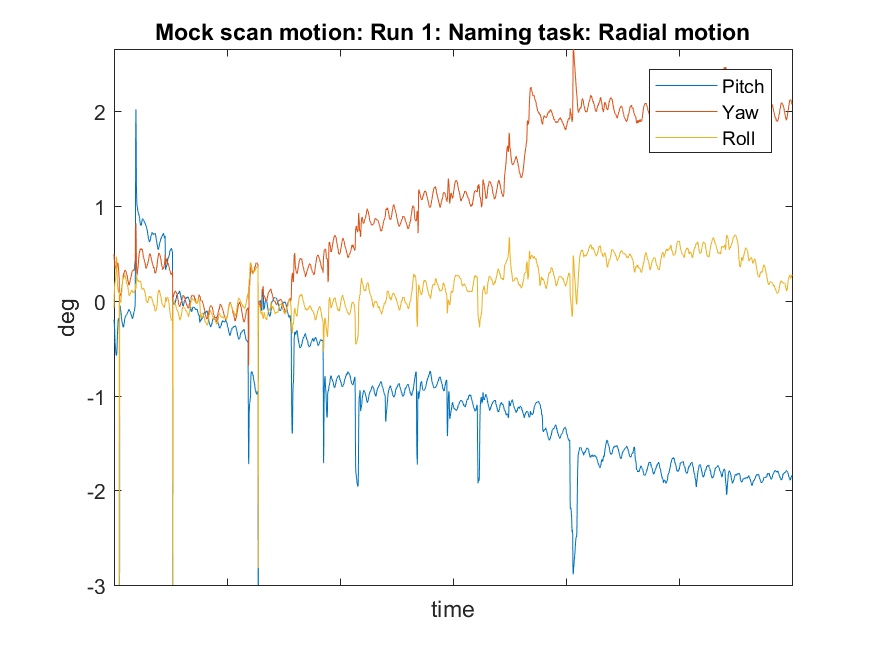 Mock scan motion: Run 1: Naming task: Radial motion
Pitch
Yaw
Roll
2
1
0
-1
-2
-3
deg
time